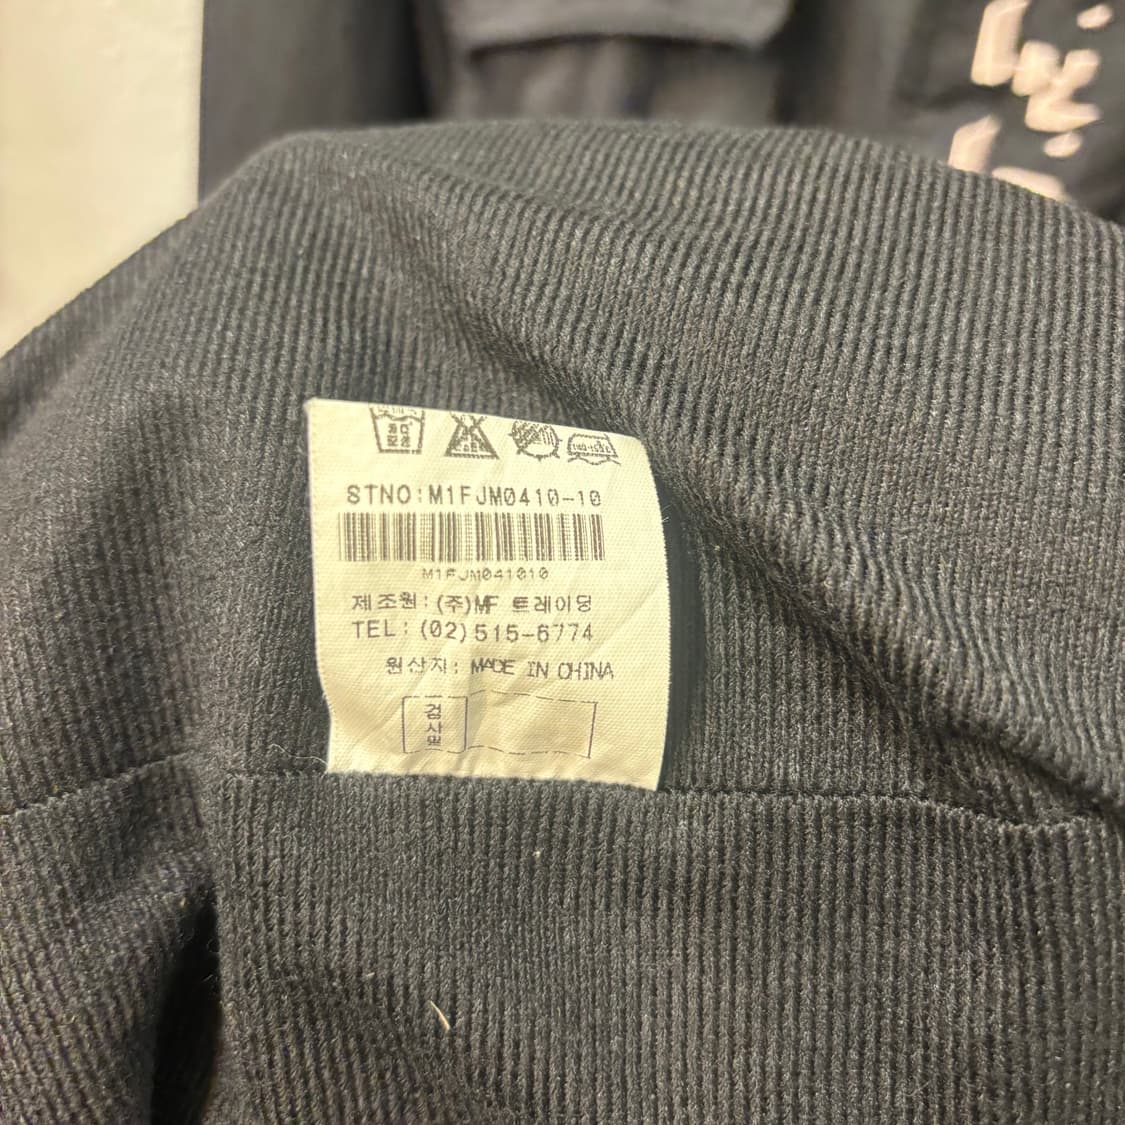 STNO:M1FJM0410-10
M1FJM041010
제조원:(주)MF 트레이딩
TEL:(02)515-6774
원산지: MADE IN CHINA
검사필